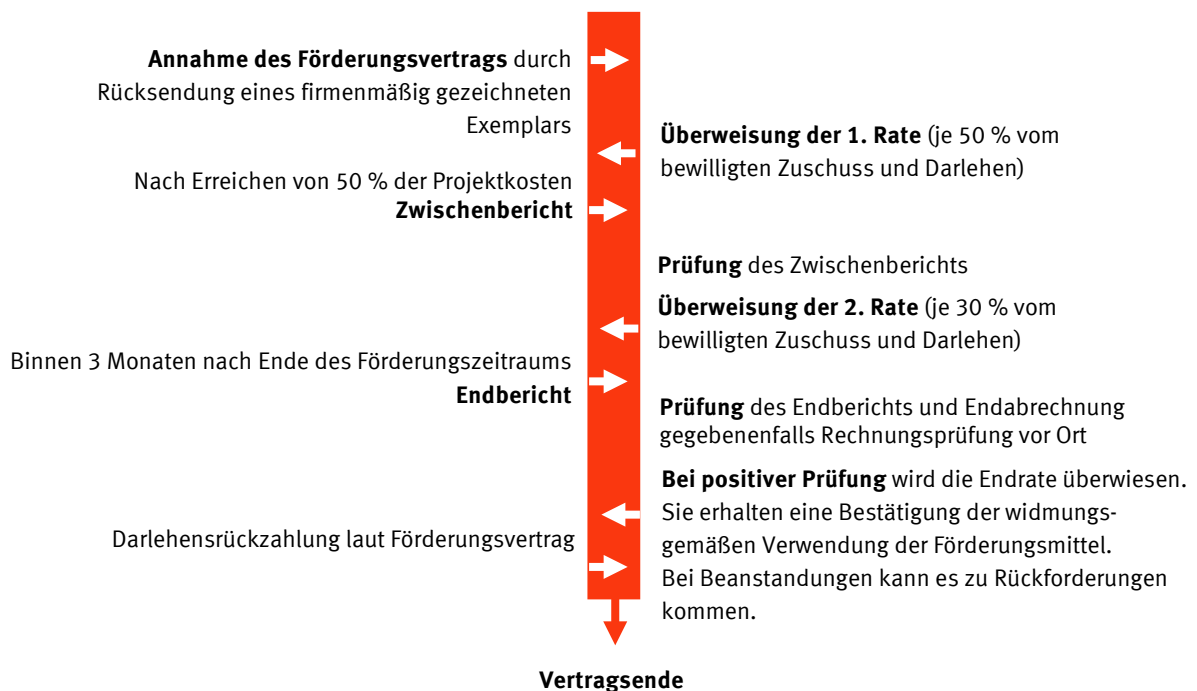 Annahme des Förderungsvertrags durch
Rücksendung eines firmenmäßig gezeichneten
Exemplars
Überweisung der 1. Rate (je 50 % vom
bewilligten Zuschuss und Darlehen)
Nach Erreichen von 50 % der Projektkosten
Zwischenbericht
Prüfung des Zwischenberichts
Überweisung der 2. Rate (je 30 % vom
bewilligten Zuschuss und Darlehen)
Binnen 3 Monaten nach Ende des Förderungszeitraums
Endbericht
Prüfung des Endberichts und Endabrechnung
gegebenenfalls Rechnungsprüfung vor Ort
Bei positiver Prüfung wird die Endrate überwiesen.
Sie erhalten eine Bestätigung der widmungs-
gemäßen Verwendung der Förderungsmittel.
Bei Beanstandungen kann es zu Rückforderungen
kommen.
Darlehensrückzahlung laut Förderungsvertrag
Vertragsende